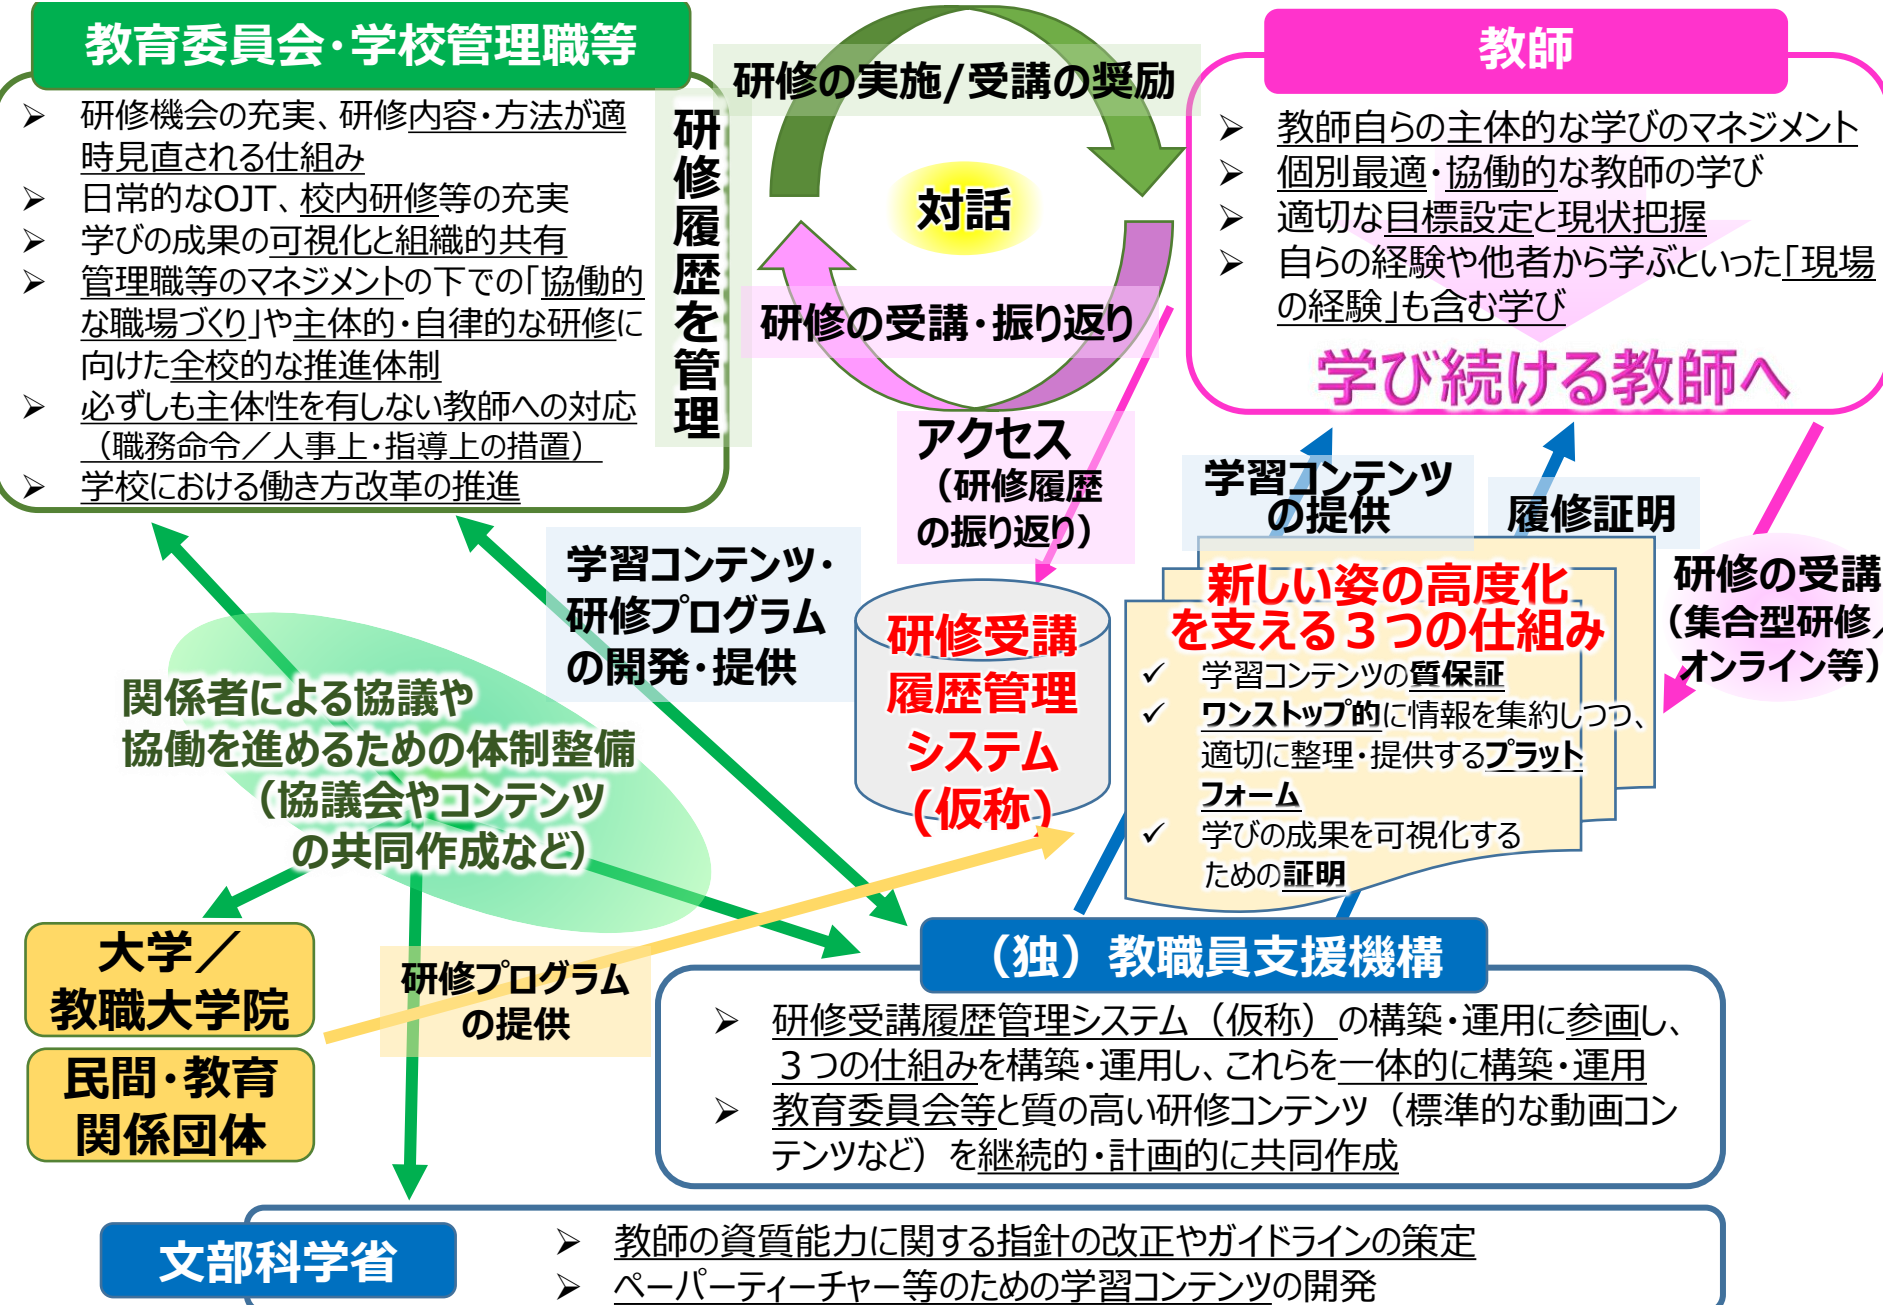 教育委員会・学校管理職等
➢ 研修機会の充実、研修内容・方法が適
時見直される仕組み
➢ 日常的なOJT、校内研修等の充実
➢ 学びの成果の可視化と組織的共有
➢ 管理職等のマネジメントの下での「協働的
な職場づくり」や主体的・自律的な研修に
向けた全校的な推進体制
➢ 必ずしも主体性を有しない教師への対応
（職務命令／人事上・指導上の措置）
➢ 学校における働き方改革の推進
研修履歴を管理
研修の実施/受講の奨励
対話
研修の受講・振り返り
教師
➢ 教師自らの主体的な学びのマネジメント
➢ 個別最適・協働的な教師の学び
➢ 適切な目標設定と現状把握
➢ 自らの経験や他者から学ぶといった「現場
の経験」も含む学び
学び続ける教師へ
アクセス
（研修履歴
の振り返り）
学習コンテンツ
の提供
履修証明
研修の受講
（集合型研修／
オンライン等）
学習コンテンツ・
研修プログラム
の開発・提供
研修受講
履歴管理
システム
(仮称)
新しい姿の高度化
を支える３つの仕組み
✓ 学習コンテンツの質保証
✓ ワンストップ的に情報を集約しつつ、
適切に整理・提供するプラット
フォーム
✓ 学びの成果を可視化する
ための証明
関係者による協議や
協働を進めるための体制整備
（協議会やコンテンツ
の共同作成など）
大学／
教職大学院
民間・教育
関係団体
研修プログラム
の提供
（独）教職員支援機構
➢ 研修受講履歴管理システム（仮称）の構築・運用に参画し、
３つの仕組みを構築・運用し、これらを一体的に構築・運用
➢ 教育委員会等と質の高い研修コンテンツ（標準的な動画コン
テンツなど）を継続的・計画的に共同作成
文部科学省
➢ 教師の資質能力に関する指針の改正やガイドラインの策定
➢ ペーパーティーチャー等のための学習コンテンツの開発